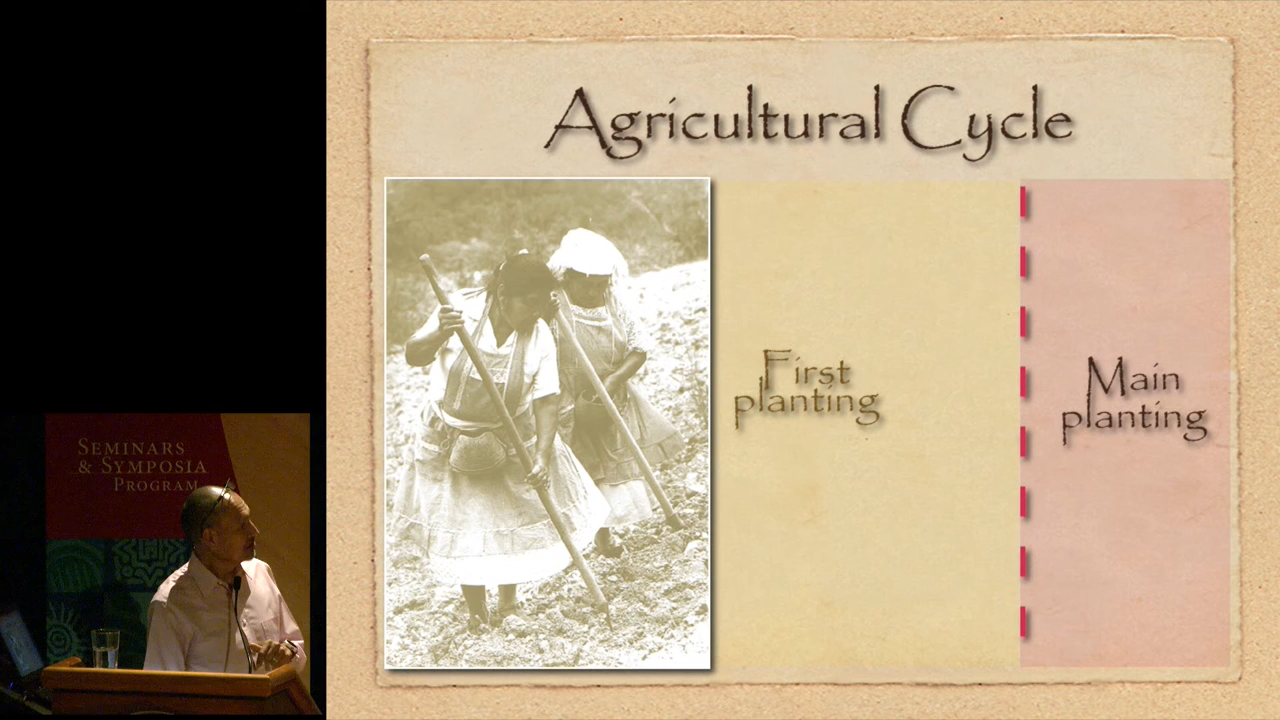 Agricultural Cycle
First
planting
Main
planting
SEMINARS
& SYMPOSIA
PROGRAM